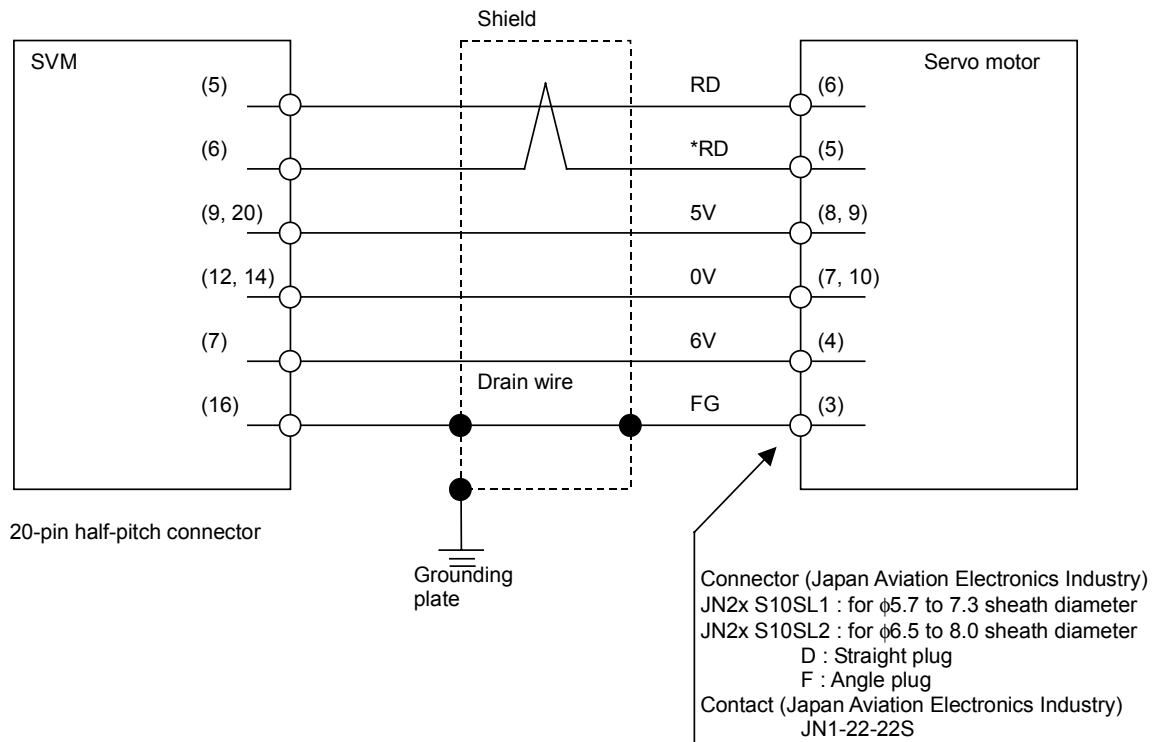 Shield
SVM
Servo motor
(5) RD (6)
(6) *RD (5)
(9, 20) 5V (8, 9)
(12, 14) 0V (7, 10)
(7) 6V (4)
Drain wire
(16) FG (3)
20-pin half-pitch connector
Grounding
plate
Connector (Japan Aviation Electronics Industry)
JN2x S10SL1 : for ϕ5.7 to 7.3 sheath diameter
JN2x S10SL2 : for ϕ6.5 to 8.0 sheath diameter
D : Straight plug
F : Angle plug
Contact (Japan Aviation Electronics Industry)
JN1-22-22S